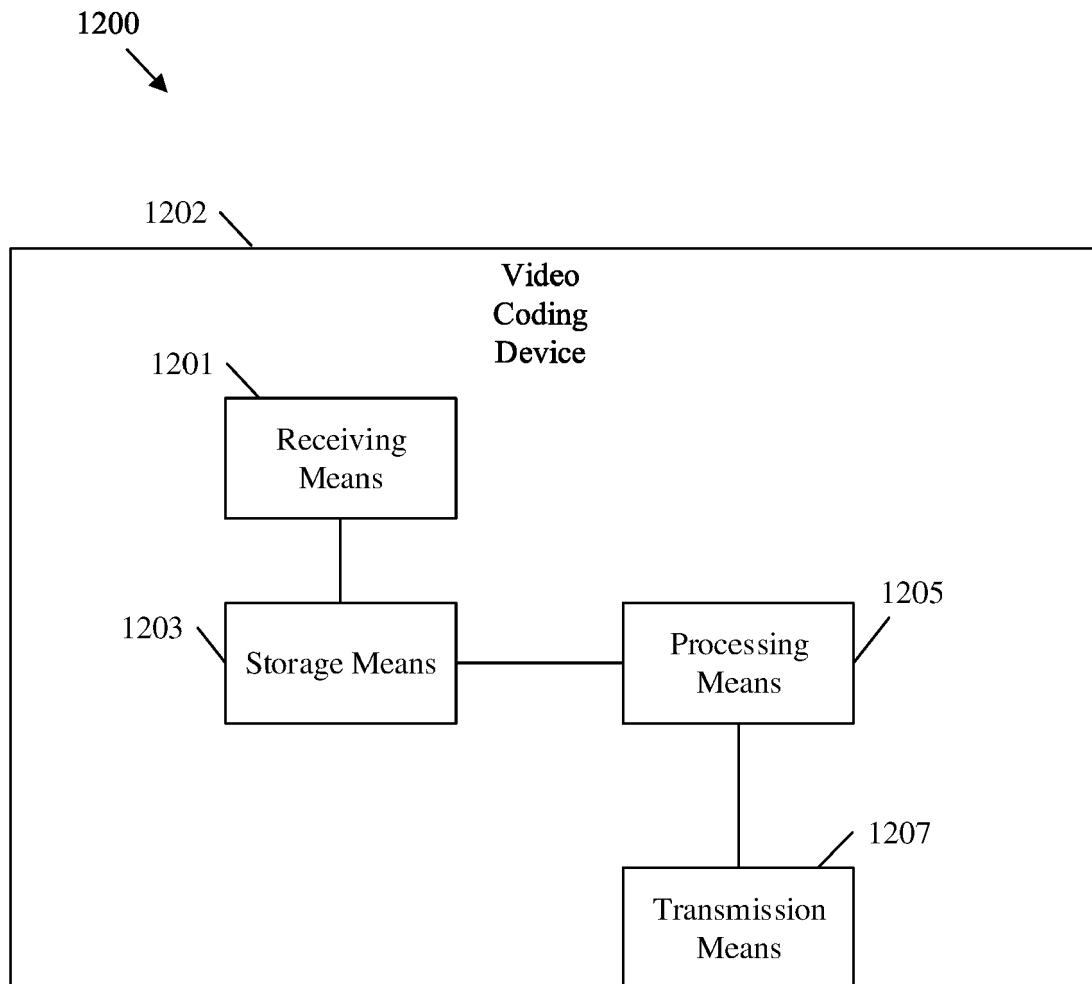 1200
1202
Video
Coding
Device
1201
Receiving
Means
1203
Storage Means
1205
Processing
Means
1207
Transmission
Means